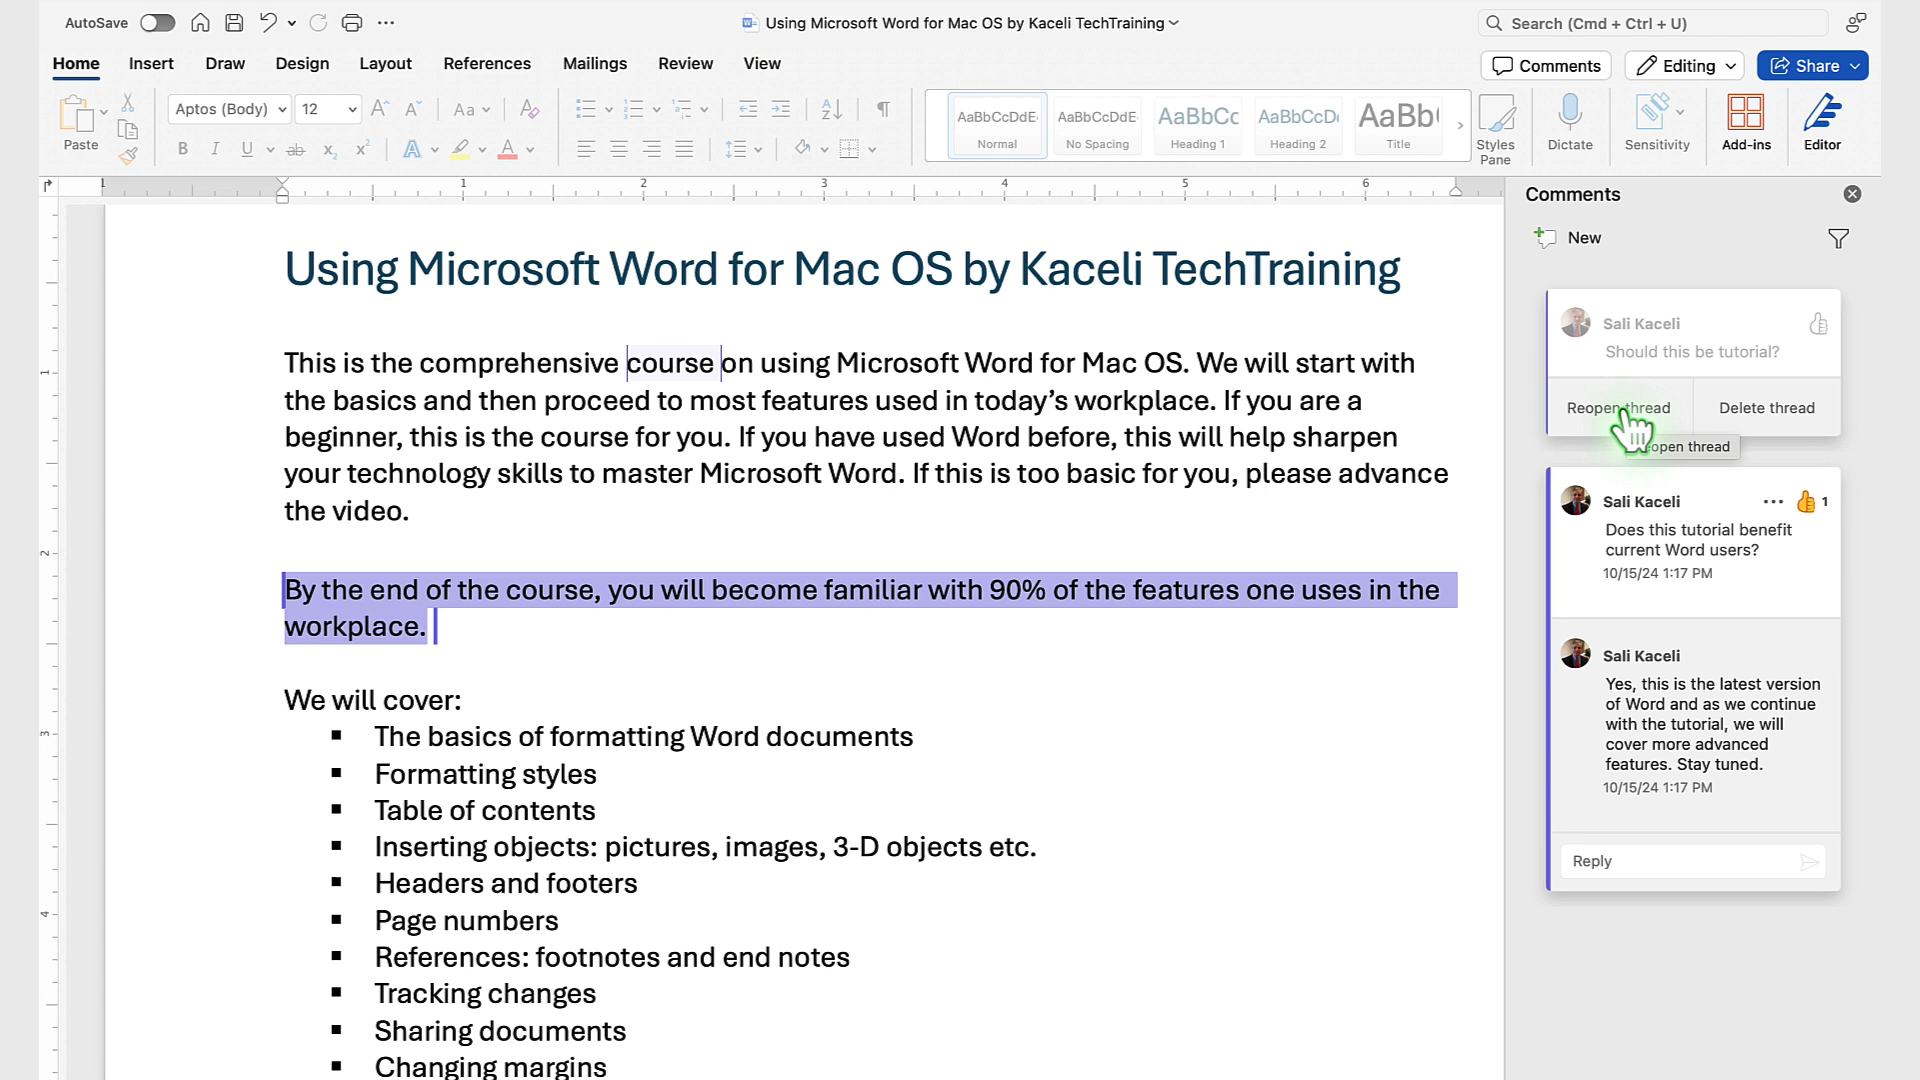 AutoSave
Using Microsoft Word for Mac OS by Kaceli TechTraining
Search (Cmd + Ctrl + U)
Home Insert Draw Design Layout References Mailings Review View
Comments Editing Share
Paste
Aptos (Body) 12
AaBbCcDdE AaBbCcDdE AaBbCc AaBbCcD AaBb
Normal No Spacing Heading 1 Heading 2 Title
Styles Pane
Dictate
Sensitivity
Add-ins
Editor
1 1 2 3 4 5 6
Using Microsoft Word for Mac OS by Kaceli TechTraining
This is the comprehensive course on using Microsoft Word for Mac OS. We will start with
the basics and then proceed to most features used in today’s workplace. If you are a
beginner, this is the course for you. If you have used Word before, this will help sharpen
your technology skills to master Microsoft Word. If this is too basic for you, please advance
the video.
By the end of the course, you will become familiar with 90% of the features one uses in the
workplace.
We will cover:
▪ The basics of formatting Word documents
▪ Formatting styles
▪ Table of contents
▪ Inserting objects: pictures, images, 3-D objects etc.
▪ Headers and footers
▪ Page numbers
▪ References: footnotes and end notes
▪ Tracking changes
▪ Sharing documents
▪ Changing margins
1
2
3
4
Comments
New
Sali Kaceli
Should this be tutorial?
Reopen thread Delete thread
open thread
Sali Kaceli ... 1
Does this tutorial benefit
current Word users?
10/15/24 1:17 PM
Sali Kaceli
Yes, this is the latest version
of Word and as we continue
with the tutorial, we will
cover more advanced
features. Stay tuned.
10/15/24 1:17 PM
Reply